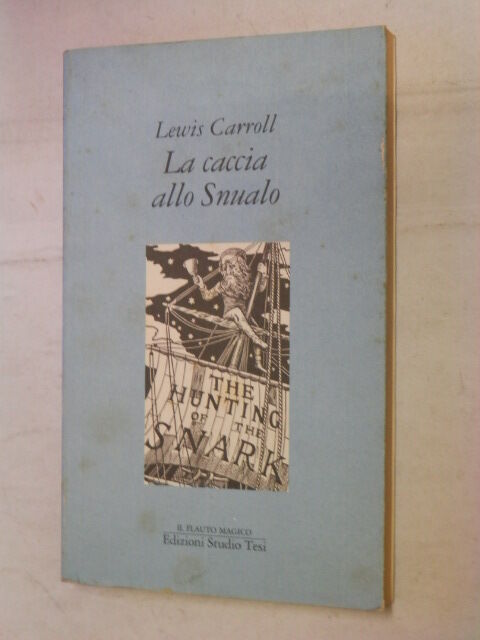 Lewis Carroll
La caccia
allo Snualo
THE
HUNTING
OF THE
SNARK
IL FLAUTO MAGICO
Edizioni Studio Tesi